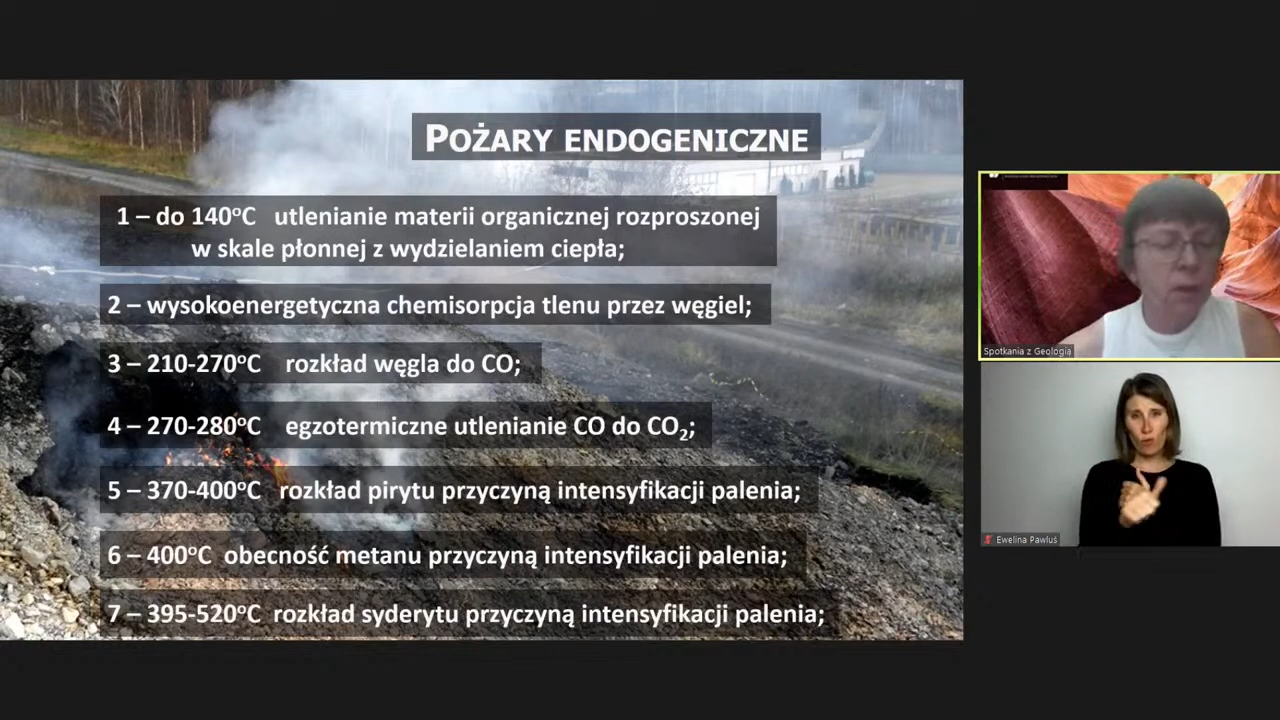 POŻARY ENDOGENICZNE
1 – do 140ºC utlenianie materii organicznej rozproszonej
w skale płonnej z wydzielaniem ciepła;
2 – wysokoenergetyczna chemisorpcja tlenu przez węgiel;
3 – 210-270ºC rozkład węgla do CO;
4 – 270-280ºC egzotermiczne utlenianie CO do CO₂;
5 – 370-400ºC rozkład pirytu przyczyną intensyfikacji palenia;
6 – 400ºC obecność metanu przyczyną intensyfikacji palenia;
7 – 395-520ºC rozkład syderytu przyczyną intensyfikacji palenia;
Spotkania z Geologią
Ewelina Pawluś